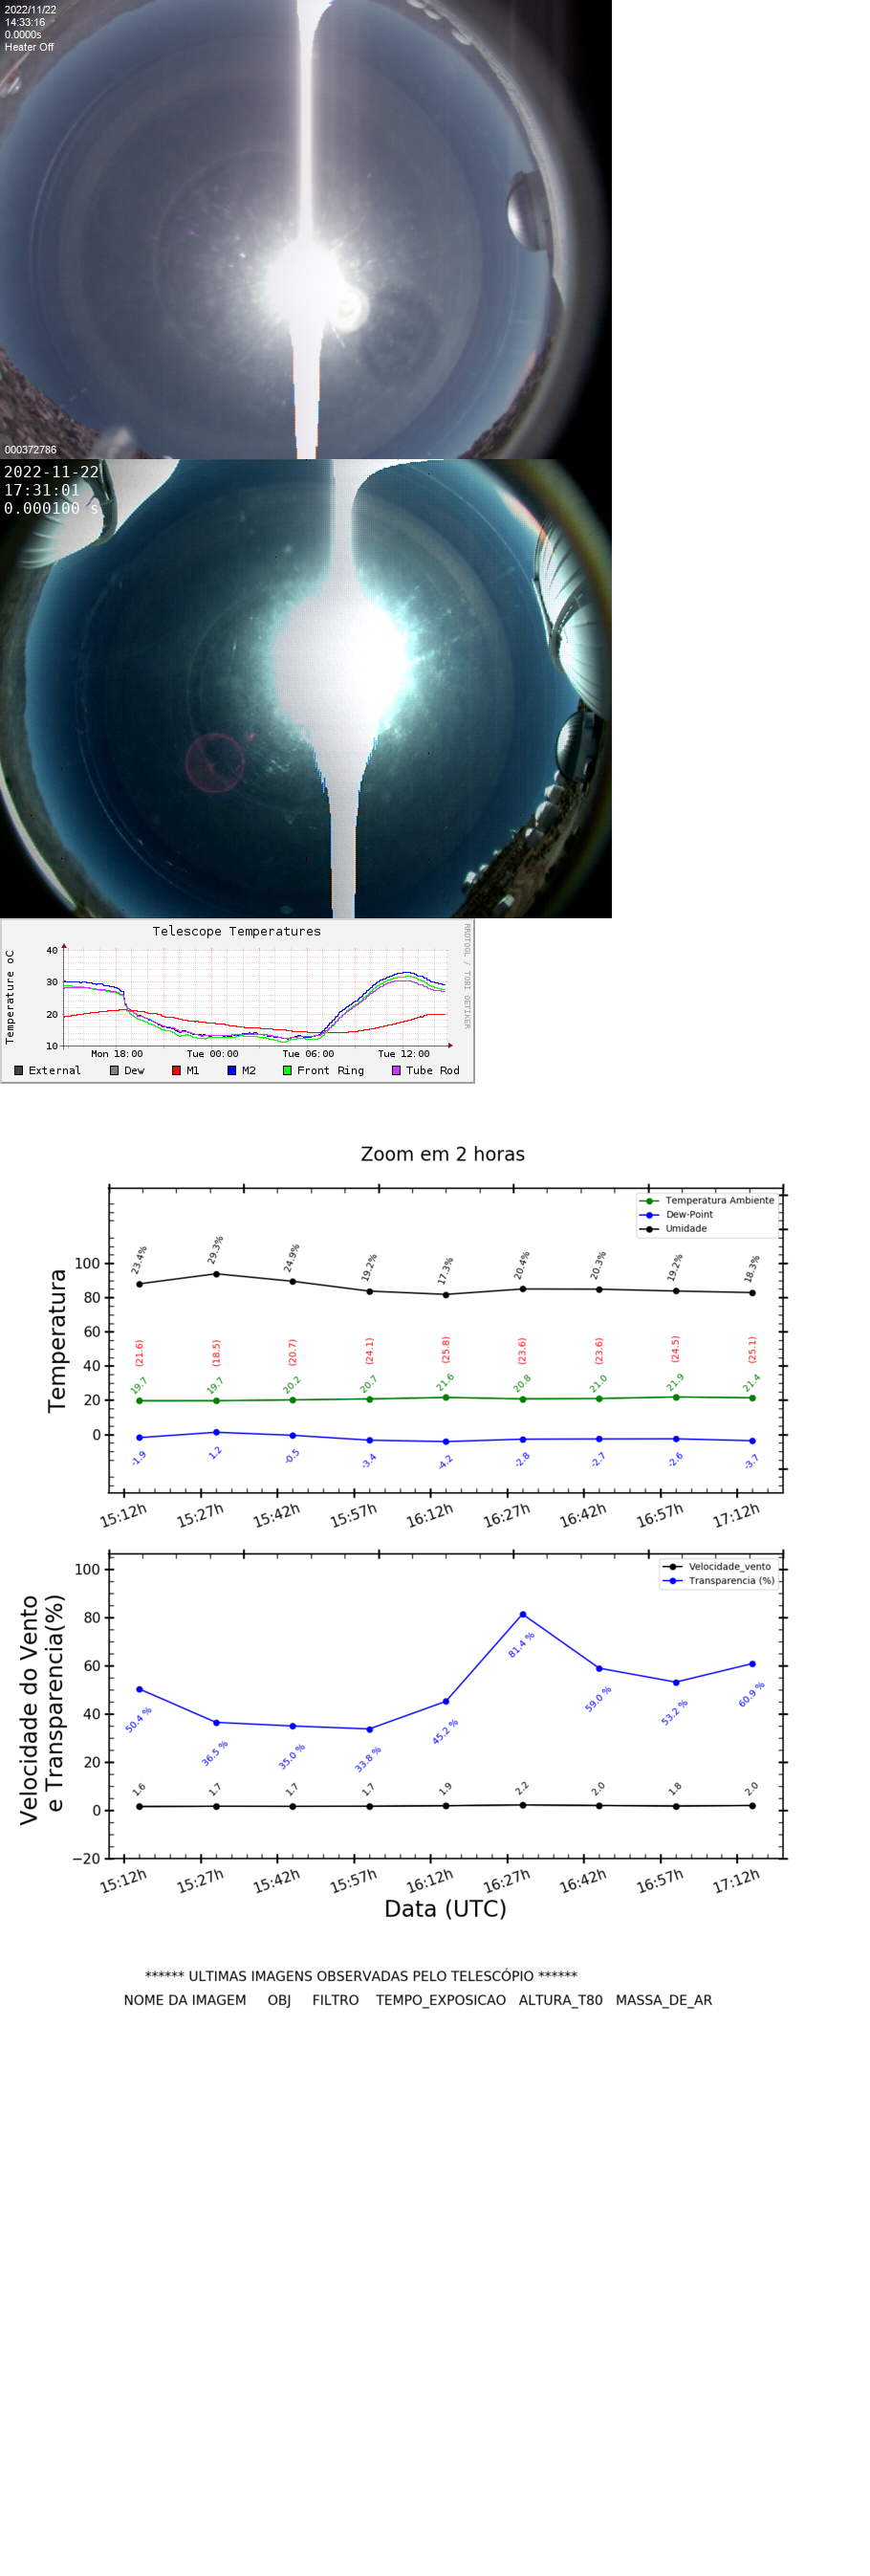 2022/11/22
14:33:16
0.0000s
Heater Off
000372786
2022-11-22
17:31:01
0.000100 s
Telescope Temperatures
RRDTOOL / TOBI OETIKER
Temperature oC
40
30
20
10
Mon 18:00 Tue 00:00 Tue 06:00 Tue 12:00
External Dew M1 M2 Front Ring Tube Rod
Zoom em 2 horas
Temperatura Ambiente
Dew-Point
Umidade
Temperatura
100
80
60
40
20
0
23.4% 29.3% 24.9% 19.2% 17.3% 20.4% 20.3% 19.2% 18.3%
(21.6) (18.5) (20.7) (24.1) (25.8) (23.6) (23.6) (24.5) (25.1)
19.7 19.7 20.2 20.7 21.6 20.8 21.0 21.9 21.4
-1.9 1.2 -0.5 -3.4 -4.2 -2.8 -2.7 -2.6 -3.7
15:12h 15:27h 15:42h 15:57h 16:12h 16:27h 16:42h 16:57h 17:12h
Velocidade_vento
Transparencia (%)
Velocidade do Vento
e Transparencia(%)
100
80
60
40
20
0
−20
50.4 % 36.5 % 35.0 % 33.8 % 45.2 % 81.4 % 59.0 % 53.2 % 60.9 %
1.6 1.7 1.7 1.7 1.9 2.2 2.0 1.8 2.0
15:12h 15:27h 15:42h 15:57h 16:12h 16:27h 16:42h 16:57h 17:12h
Data (UTC)
****** ULTIMAS IMAGENS OBSERVADAS PELO TELESCÓPIO ******
NOME DA IMAGEM OBJ FILTRO TEMPO_EXPOSICAO ALTURA_T80 MASSA_DE_AR